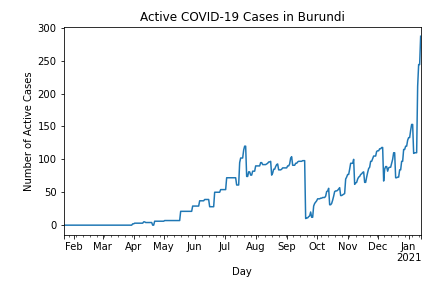 Active COVID-19 Cases in Burundi
300
250
200
150
100
50
0
Number of Active Cases
Feb Mar Apr May Jun Jul Aug Sep Oct Nov Dec Jan
2021
Day